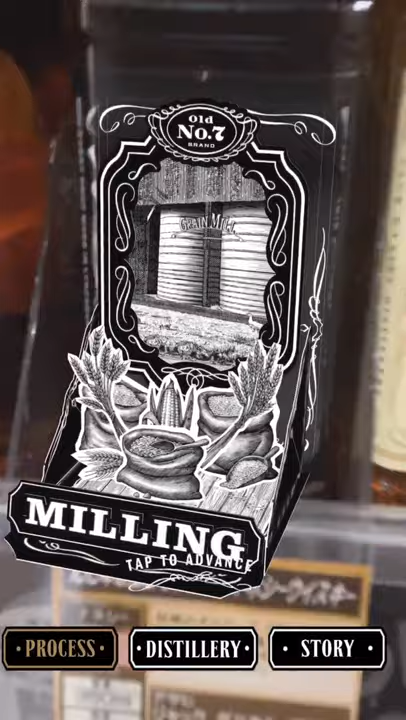 Old
No.7
BRAND
GRAIN MILL
MILLING
TAP TO ADVANCE
· PROCESS ·
· DISTILLERY ·
· STORY ·